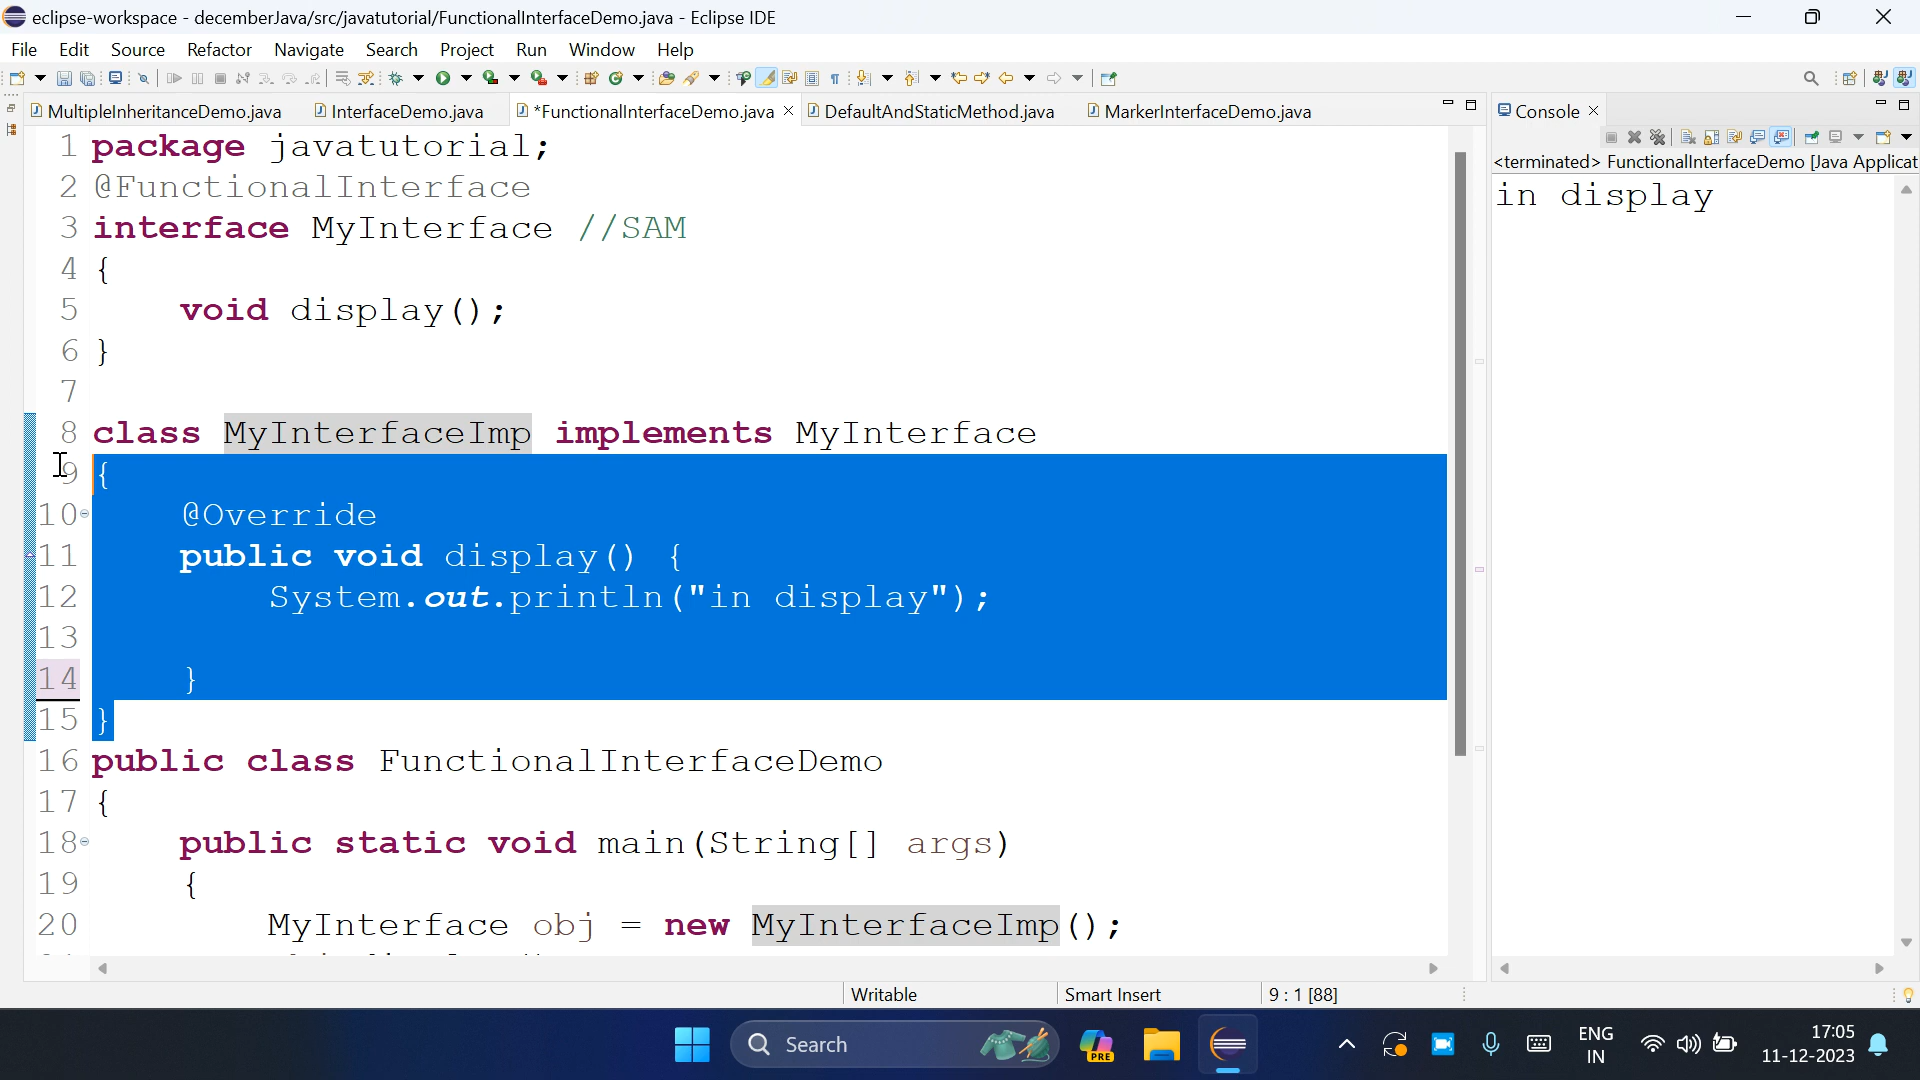 eclipse-workspace - decemberJava/src/javatutorial/FunctionalInterfaceDemo.java - Eclipse IDE
File Edit Source Refactor Navigate Search Project Run Window Help
MultipleInheritanceDemo.java InterfaceDemo.java *FunctionalInterfaceDemo.java DefaultAndStaticMethod.java MarkerInterfaceDemo.java
1 package javatutorial;
2 @FunctionalInterface
3 interface MyInterface //SAM
4 {
5 void display();
6 }
7
8 class MyInterfaceImp implements MyInterface
9 {
10 @Override
11 public void display() {
12 System.out.println("in display");
13
14 }
15 }
16 public class FunctionalInterfaceDemo
17 {
18 public static void main(String[] args)
19 {
20 MyInterface obj = new MyInterfaceImp();
Console
<terminated> FunctionalInterfaceDemo [Java Applicat
in display
Writable Smart Insert 9 : 1 [88]
Search
PRE
ENG
IN
17:05
11-12-2023